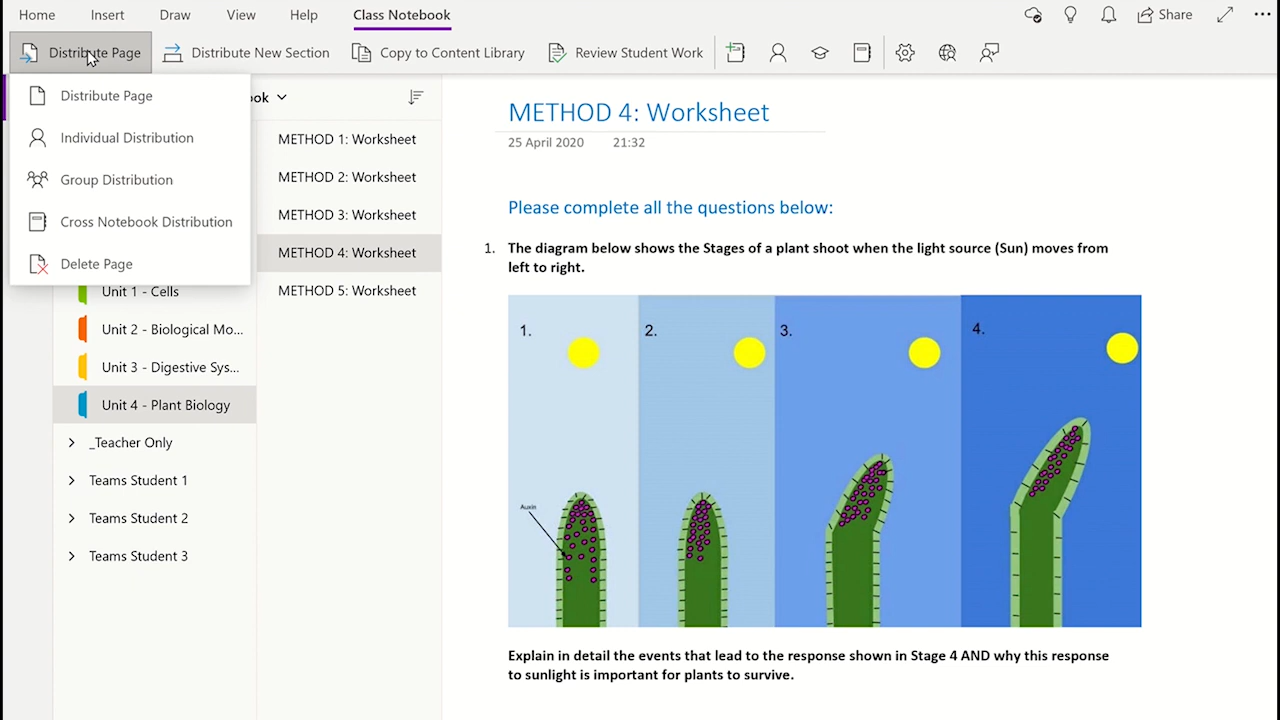 Home Insert Draw View Help Class Notebook Share
Distribute Page Distribute New Section Copy to Content Library Review Student Work
Distribute Page
Individual Distribution
Group Distribution
Cross Notebook Distribution
Delete Page
ook
Unit 1 - Cells
Unit 2 - Biological Mo...
Unit 3 - Digestive Sys...
Unit 4 - Plant Biology
_Teacher Only
Teams Student 1
Teams Student 2
Teams Student 3
METHOD 1: Worksheet
METHOD 2: Worksheet
METHOD 3: Worksheet
METHOD 4: Worksheet
METHOD 5: Worksheet
METHOD 4: Worksheet
25 April 2020 21:32
Please complete all the questions below:
1. The diagram below shows the Stages of a plant shoot when the light source (Sun) moves from
left to right.
1. 2. 3. 4.
Auxin
Explain in detail the events that lead to the response shown in Stage 4 AND why this response
to sunlight is important for plants to survive.